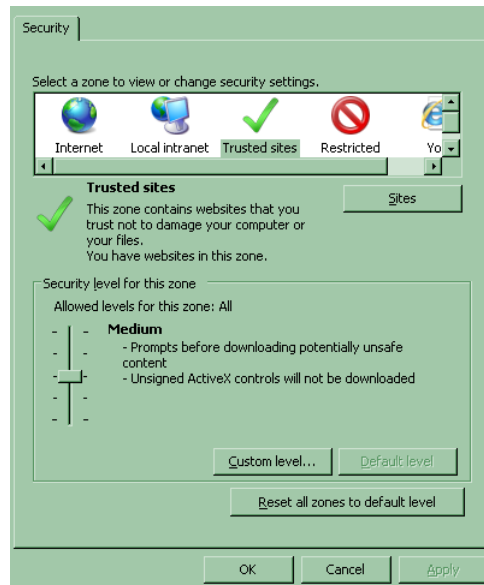 Security
Select a zone to view or change security settings.
Internet Local intranet Trusted sites Restricted Yo
Trusted sites
Sites
This zone contains websites that you
trust not to damage your computer or
your files.
You have websites in this zone.
Security level for this zone
Allowed levels for this zone: All
Medium
- Prompts before downloading potentially unsafe
content
- Unsigned ActiveX controls will not be downloaded
Custom level... Default level
Reset all zones to default level
OK Cancel Apply